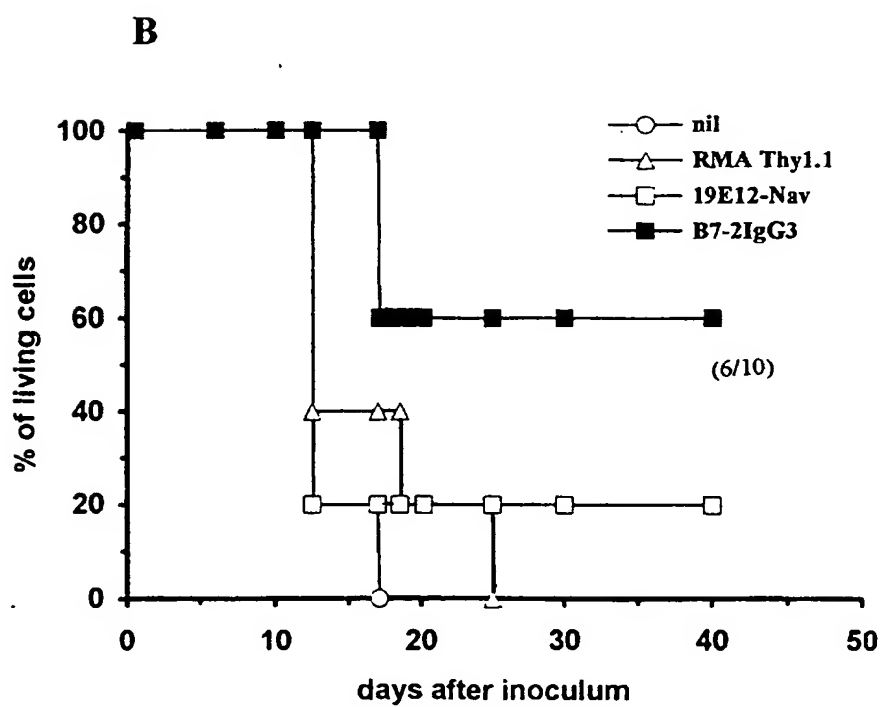 B
nil
RMA Thy1.1
19E12-Nav
B7-2IgG3
100
80
60
40
20
0
% of living cells
(6/10)
0 10 20 30 40 50
days after inoculum